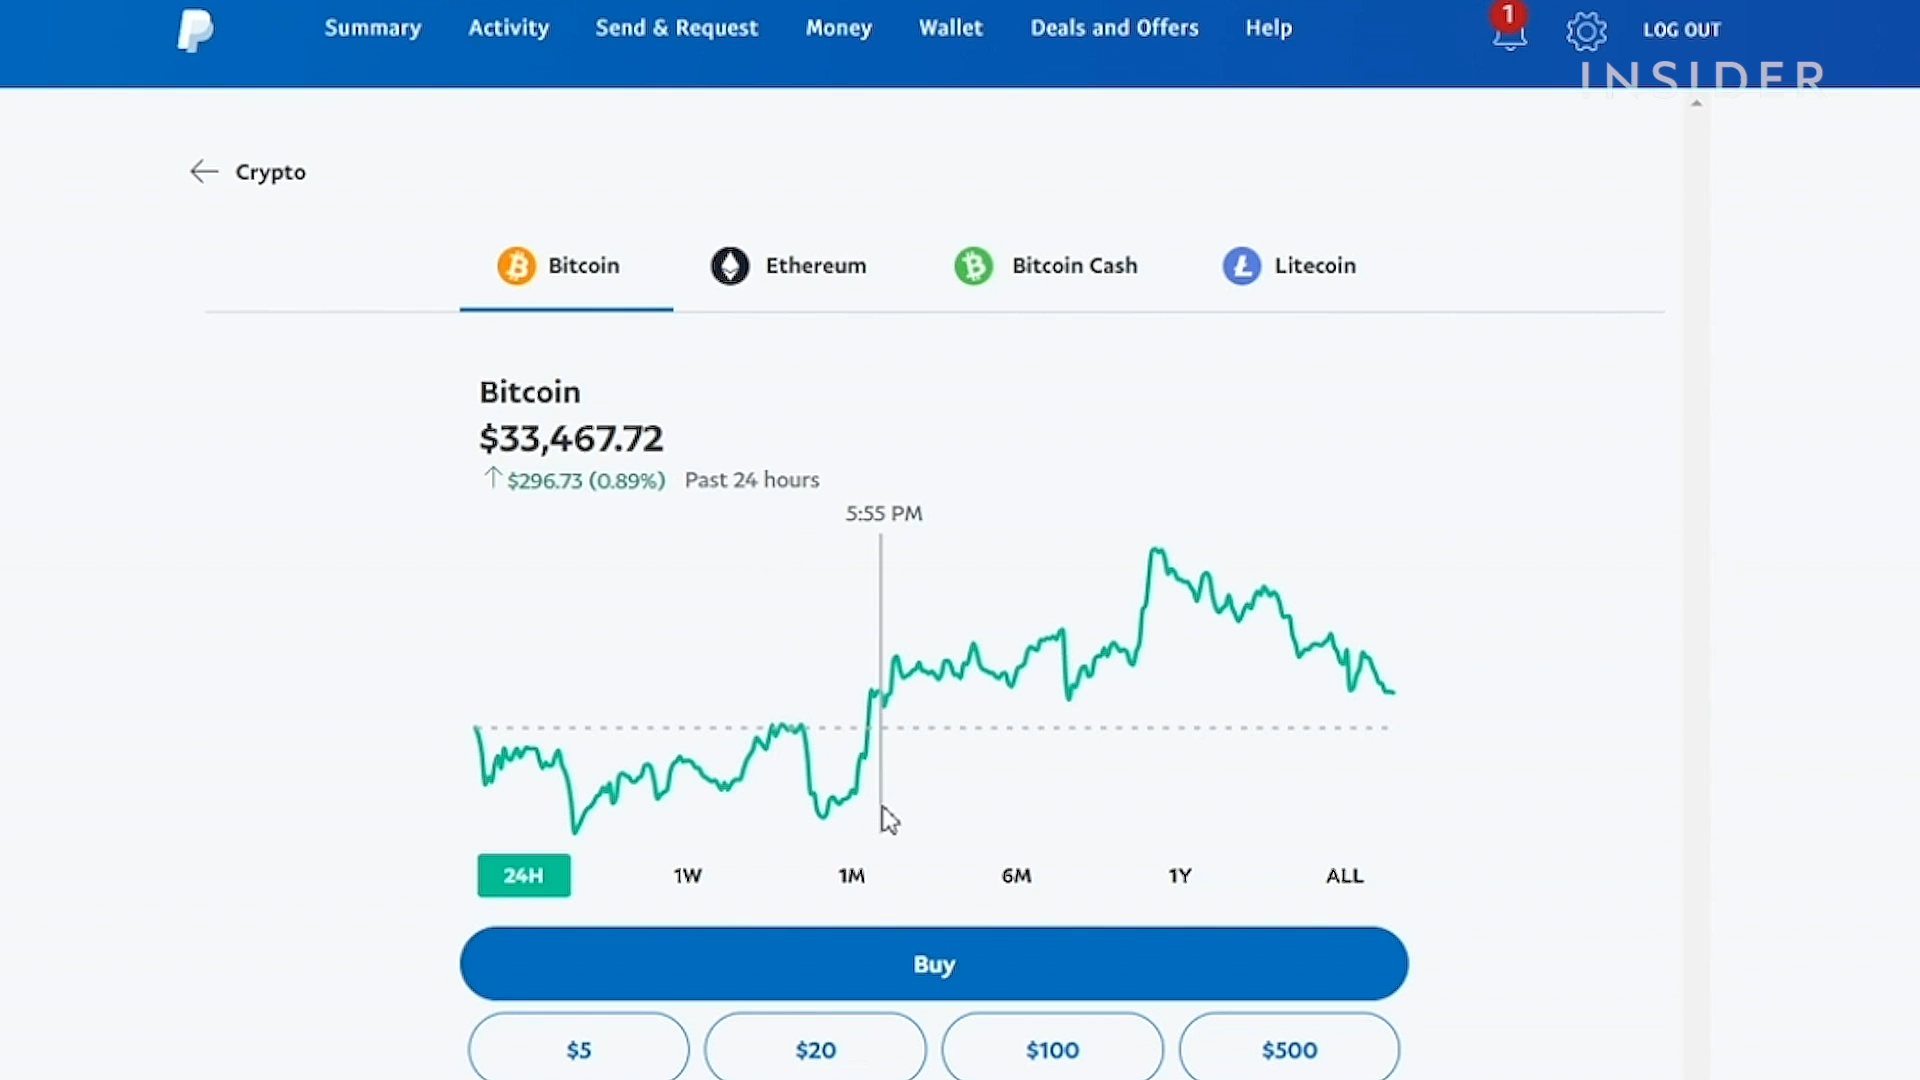 Summary Activity Send & Request Money Wallet Deals and Offers Help 1 LOG OUT
INSIDER
Crypto
Bitcoin Ethereum Bitcoin Cash Litecoin
Bitcoin
$33,467.72
↑ $296.73 (0.89%) Past 24 hours
5:55 PM
24H 1W 1M 6M 1Y ALL
Buy
$5 $20 $100 $500